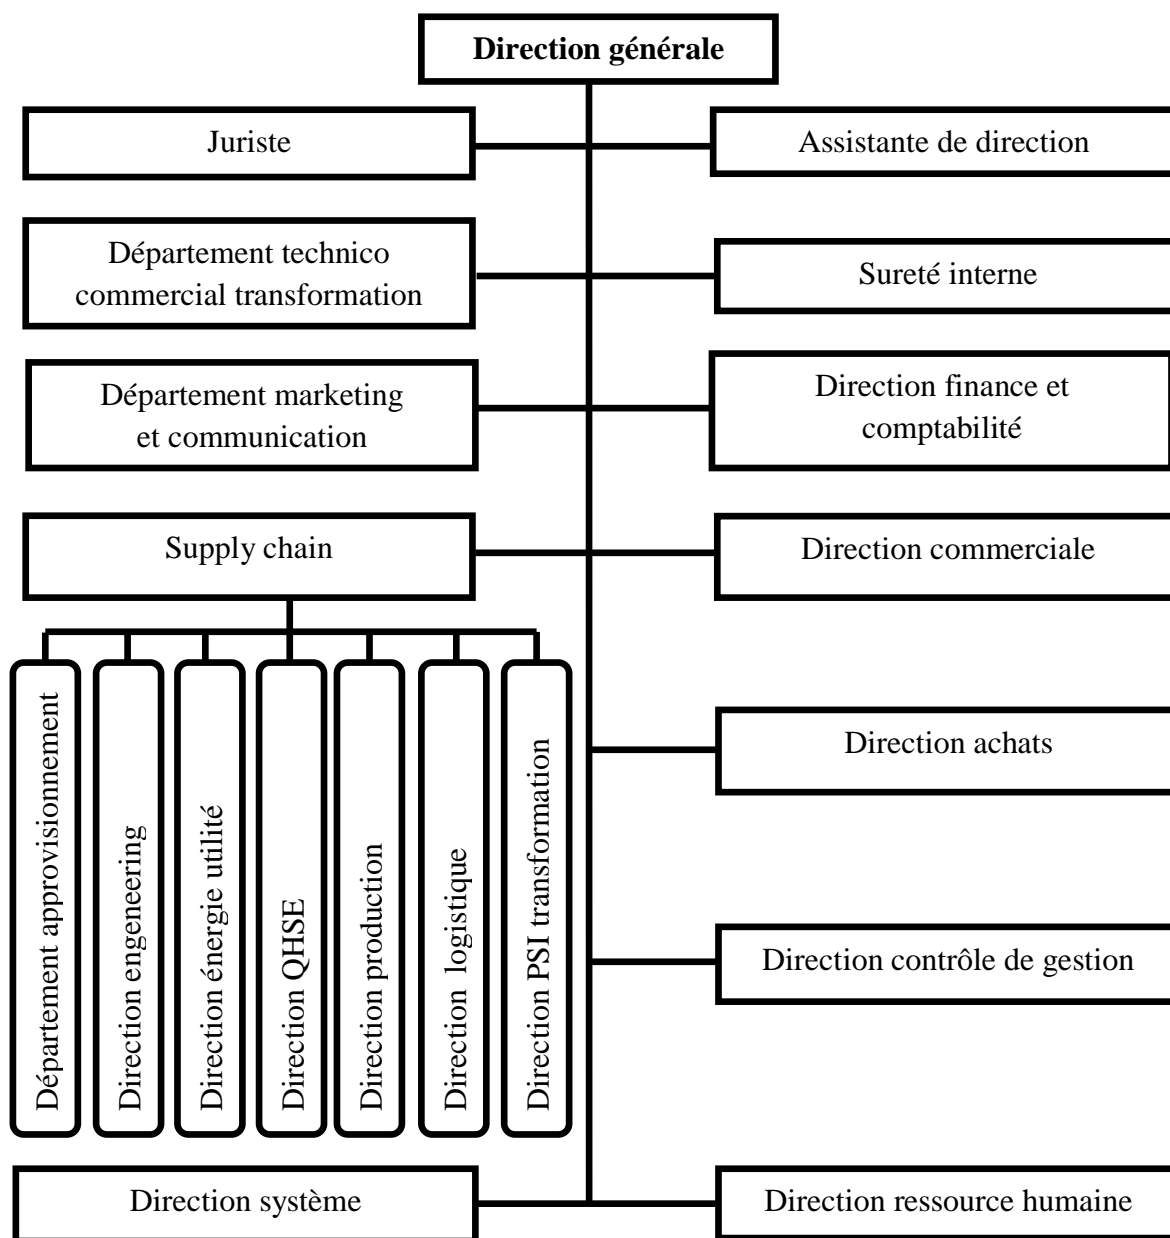 Direction générale
Juriste
Assistante de direction
Département technico
commercial transformation
Sureté interne
Département marketing
et communication
Direction finance et
comptabilité
Supply chain
Direction commerciale
Département approvisionnement
Direction engeneering
Direction énergie utilité
Direction QHSE
Direction production
Direction logistique
Direction PSI transformation
Direction achats
Direction contrôle de gestion
Direction système
Direction ressource humaine